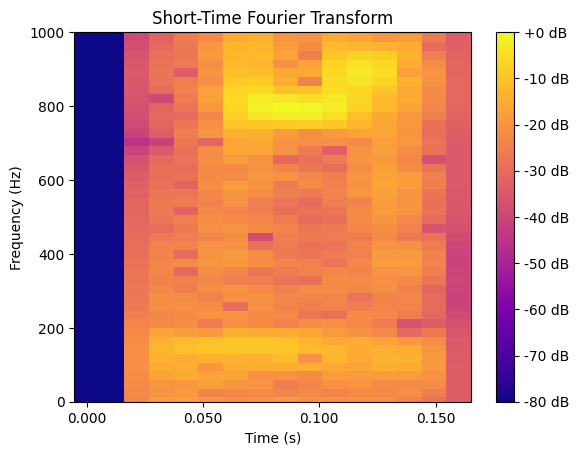 Short-Time Fourier Transform
1000
800
600
400
200
0
Frequency (Hz)
0.000
0.050
0.100
0.150
Time (s)
+0 dB
-10 dB
-20 dB
-30 dB
-40 dB
-50 dB
-60 dB
-70 dB
-80 dB